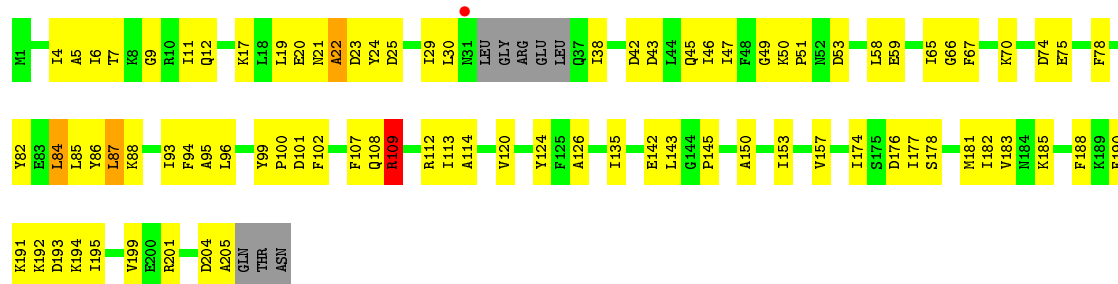 M1 I4 A5 I6 T7 K8 G9 R10 I11 Q12 K17 L18 L19 E20 N21 A22 D23 Y24 D25 I29 L30 N31 LEU GLY ARG GLU LEU Q37 I38 D42 D43 L44 Q45 I46 I47 F48 G49 K50 P51 N52 D53 L58 E59 I65 G66 F67 K70 D74 E75 F78
Y82 E83 L84 L85 Y86 L87 K88 I93 F94 A95 L96 Y99 P100 D101 F102 F107 Q108 R109 R112 I113 A114 V120 Y124 F125 A126 I135 E142 L143 G144 P145 A150 I153 V157 I174 S175 D176 I177 S178 M181 I182 V183 N184 K185 F188 K189
K191 K192 D193 K194 I195 V199 E200 R201 D204 A205 GLN THR ASN